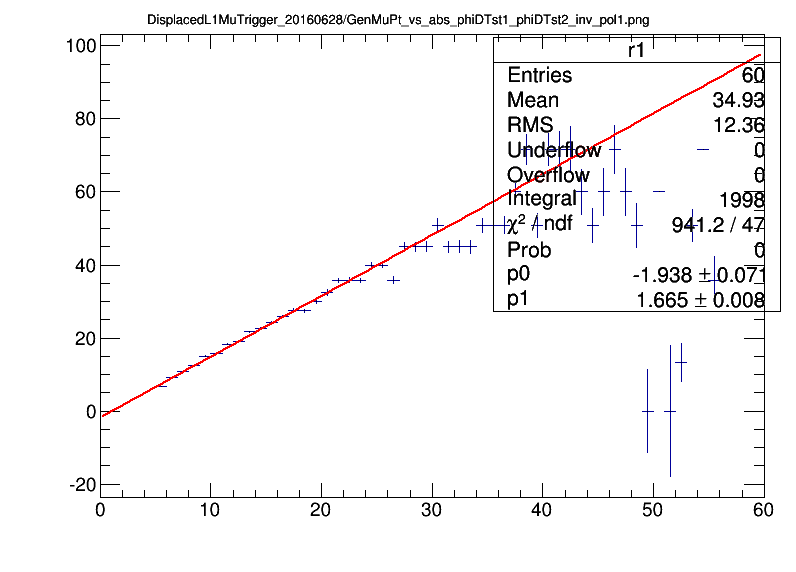 DisplacedL1MuTrigger_20160628/GenMuPt_vs_abs_phiDTst1_phiDTst2_inv_pol1.png
r1
Entries 60
Mean 34.93
RMS 12.36
Underflow 0
Overflow 0
Integral 1998
χ² / ndf 941.2 / 47
Prob 0
p0 -1.938 ± 0.071
p1 1.665 ± 0.008
100
80
60
40
20
0
-20
0 10 20 30 40 50 60